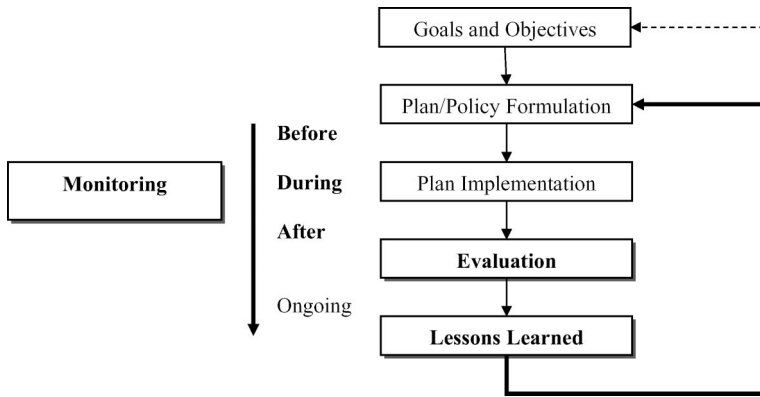 Goals and Objectives
Plan/Policy Formulation
Before
Monitoring
During
Plan Implementation
After
Evaluation
Ongoing
Lessons Learned